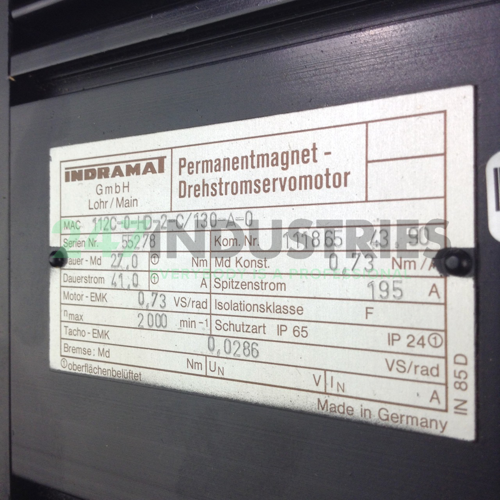 INDRAMAT
GmbH
Lohr/Main
Permanentmagnet-
Drehstromservomotor
MAC 112C-0-HD-2-C/130-A-0
Serien Nr. 55278 Kom. Nr. 111865 43.90
Dauer-Md 27,0 Nm Md Konst. 0,73 Nm/A
Dauerstrom 41,0 ① A Spitzenstrom 195 A
Motor-EMK 0,73 VS/rad Isolationsklasse F
nmax 2000 min-1 Schutzart IP 65 IP 24①
Tacho-EMK 0,0286 VS/rad
Bremse: Md Nm UN V IN A
①oberflächenbelüftet Made in Germany
IN 85 D
INDUSTRIES